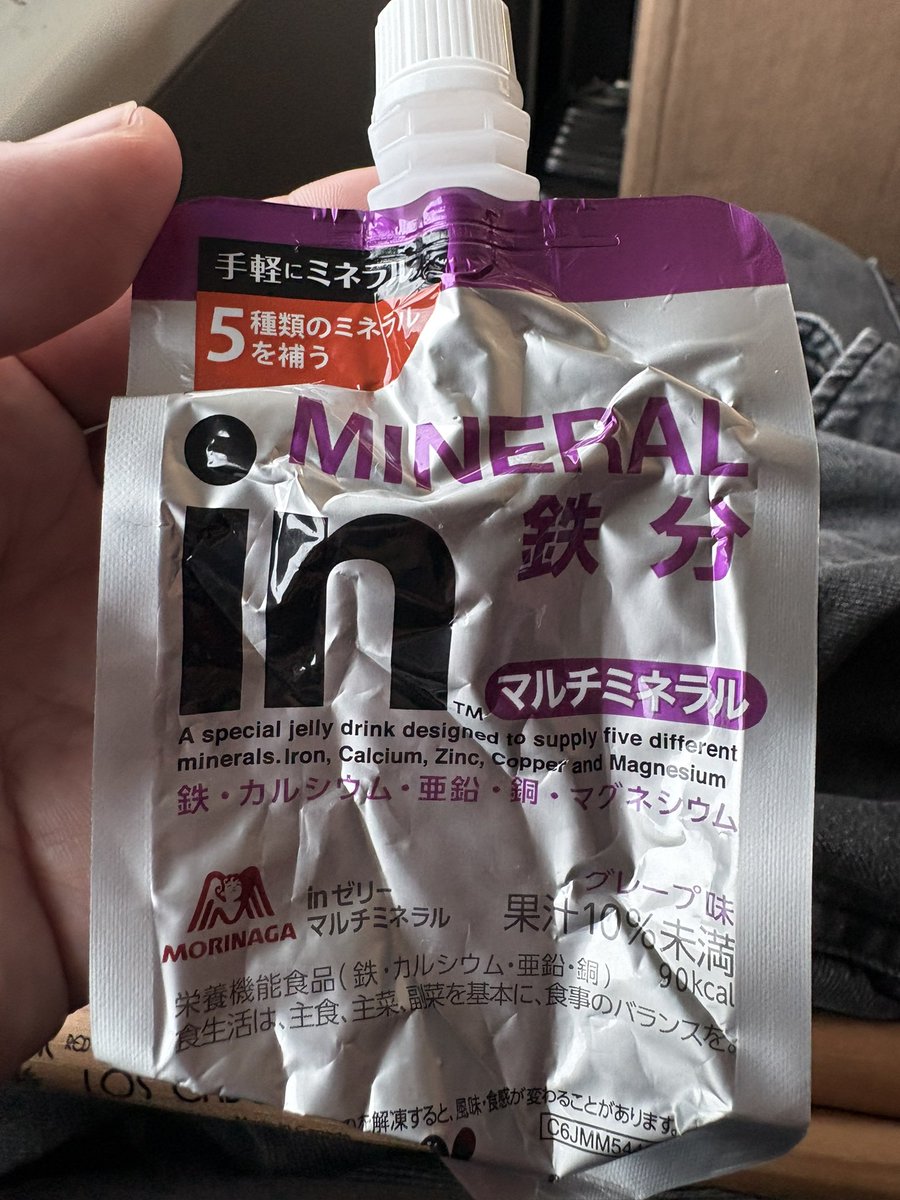 手軽にミネラル
5種類のミネラル
を補う
MINERAL
in
鉄分
TM
マルチミネラル
A special jelly drink designed to supply five different
minerals.Iron, Calcium, Zinc, Copper and Magnesium
鉄・カルシウム・亜鉛・銅・マグネシウム
MORINAGA
inゼリー
マルチミネラル
グレープ味
果汁10%未満
90kcal
栄養機能食品(鉄・カルシウム・亜鉛・銅)
食生活は、主食、主菜、副菜を基本に、食事のバランスを。
を解凍すると、風味・食感が変わることがあります。
C6JMM54
RED
LOS